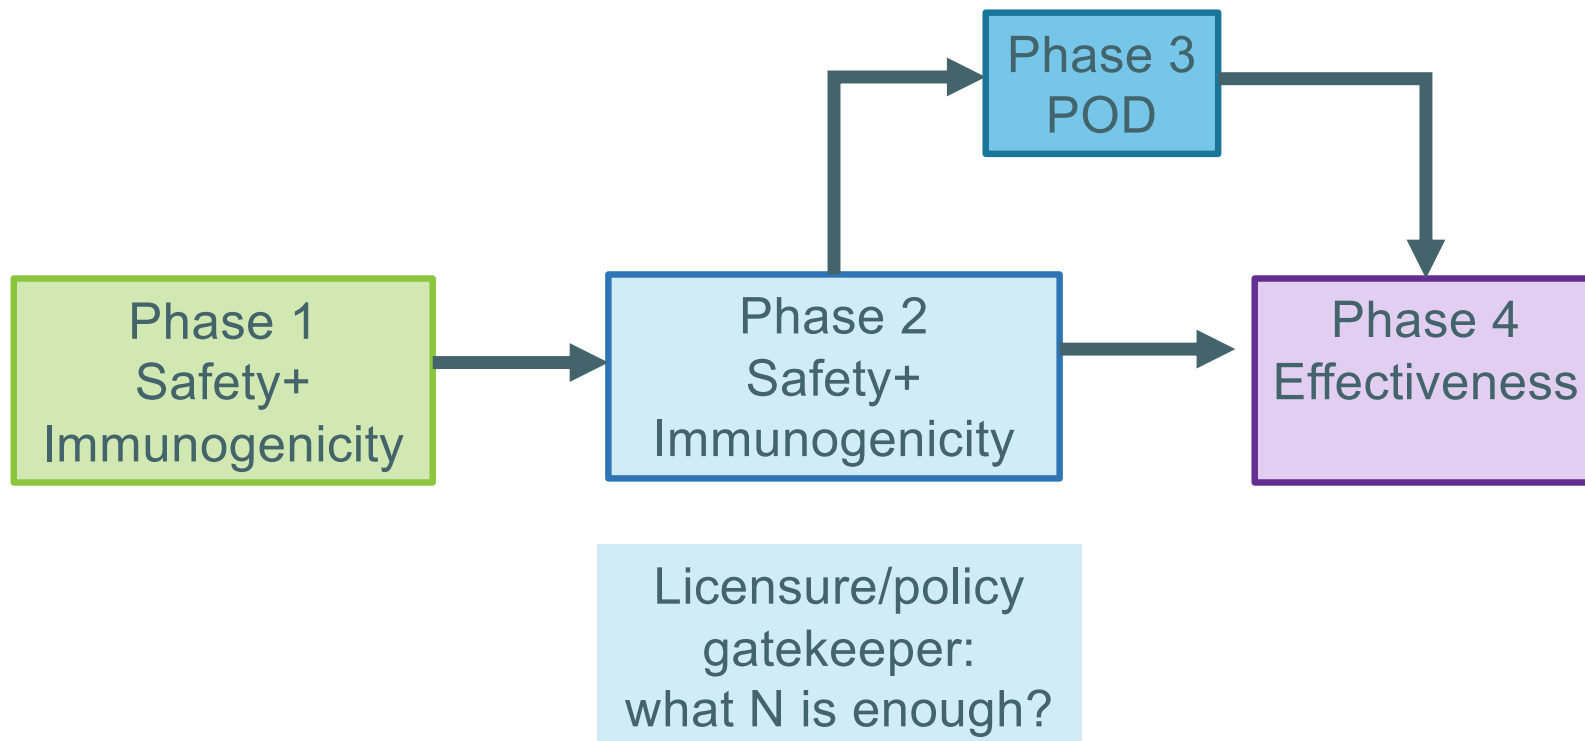 Phase 3
POD
Phase 1
Safety+
Immunogenicity
Phase 2
Safety+
Immunogenicity
Phase 4
Effectiveness
Licensure/policy
gatekeeper:
what N is enough?